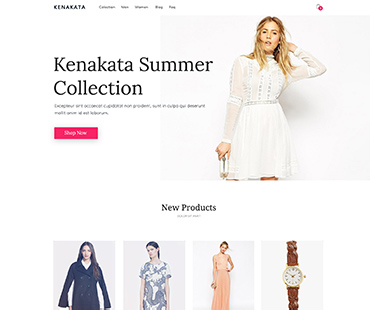 KENAKATA
Collection Men Women Blog Faq
Kenakata Summer
Collection
Excepteur sint occaecat cupidatat non proident, sunt in culpa qui deserunt
mollit anim id est laborum.
Shop Now
New Products